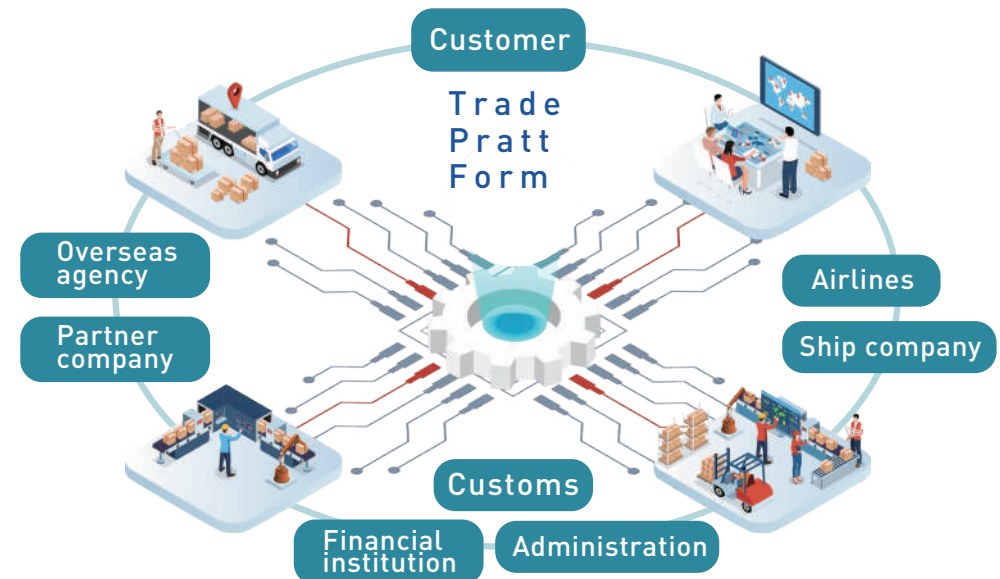 Customer
Trade
Pratt
Form
Overseas
agency
Partner
company
Airlines
Ship company
Customs
Financial
institution
Administration